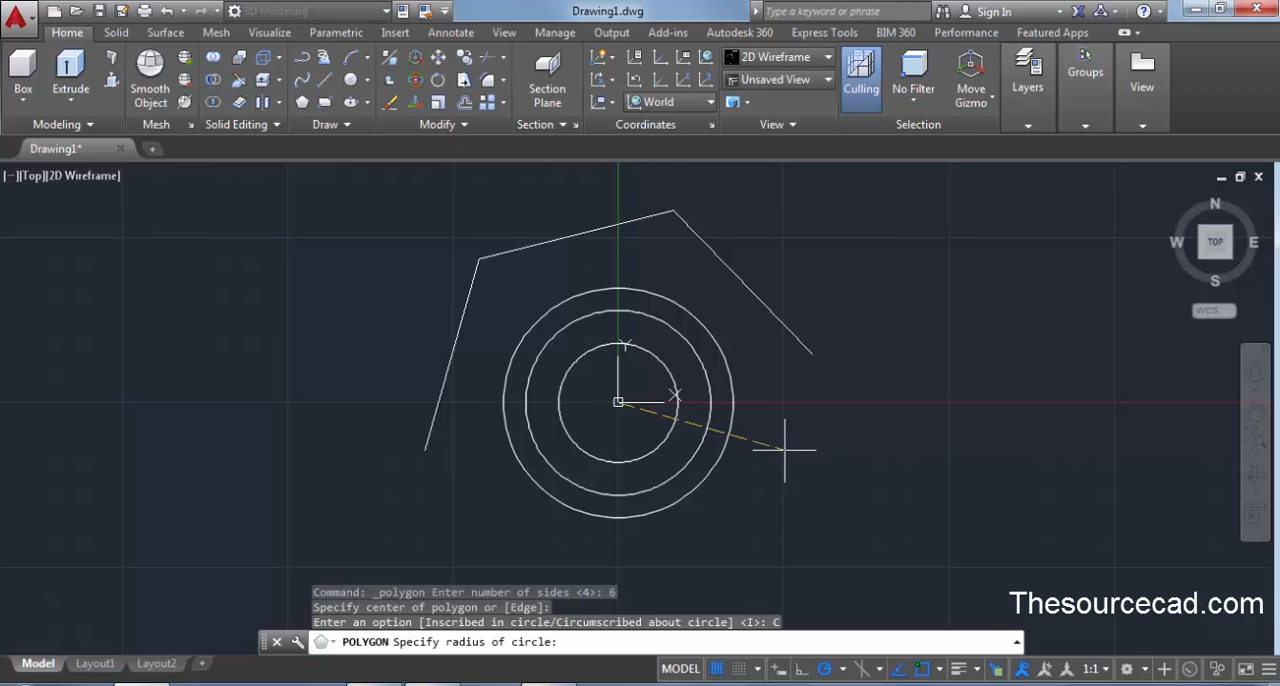 3D Modeling
Drawing1.dwg
Type a keyword or phrase
Sign In
Home Solid Surface Mesh Visualize Parametric Insert Annotate View Manage Output Add-ins Autodesk 360 Express Tools BIM 360 Performance Featured Apps
Box
Extrude
Smooth
Object
Section
Plane
2D Wireframe
Unsaved View
World
Culling
No Filter
Move
Gizmo
Layers
Groups
View
Modeling Mesh Solid Editing Draw Modify Section Coordinates View Selection
Drawing1*
[−][Top][2D Wireframe]
N
W TOP E
S
WCS
Y
X
Command: _polygon Enter number of sides <4>: 6
Specify center of polygon or [Edge]:
Enter an option [Inscribed in circle/Circumscribed about circle] <I>: C
POLYGON Specify radius of circle:
Thesourcecad.com
Model Layout1 Layout2 +
MODEL
1:1